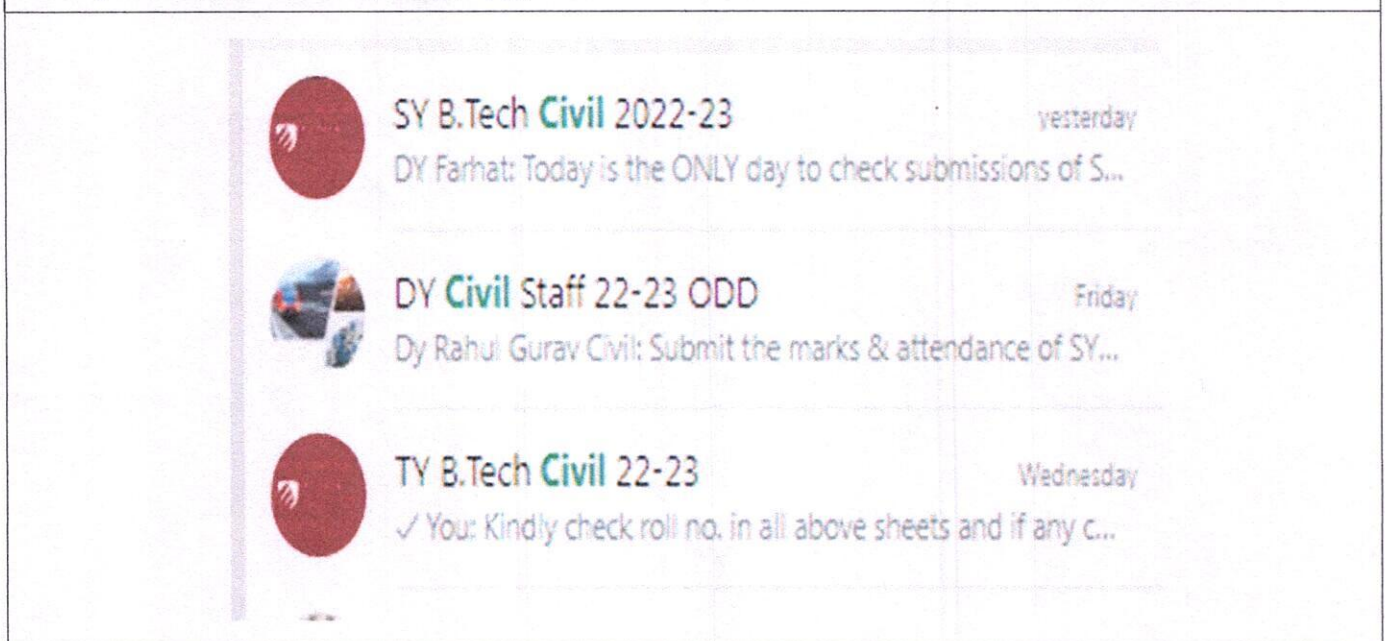 SY B.Tech Civil 2022-23 yesterday
DY Farhat: Today is the ONLY day to check submissions of S...
DY Civil Staff 22-23 ODD Friday
Dy Rahul Gurav Civil: Submit the marks & attendance of SY...
TY B.Tech Civil 22-23 Wednesday
✓ You: Kindly check roll no. in all above sheets and if any c...